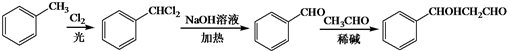 CH₃ CHCl₂ CHO CHOHCH₂CHO
Cl₂ NaOH溶液 CH₃CHO
光 加热 稀碱